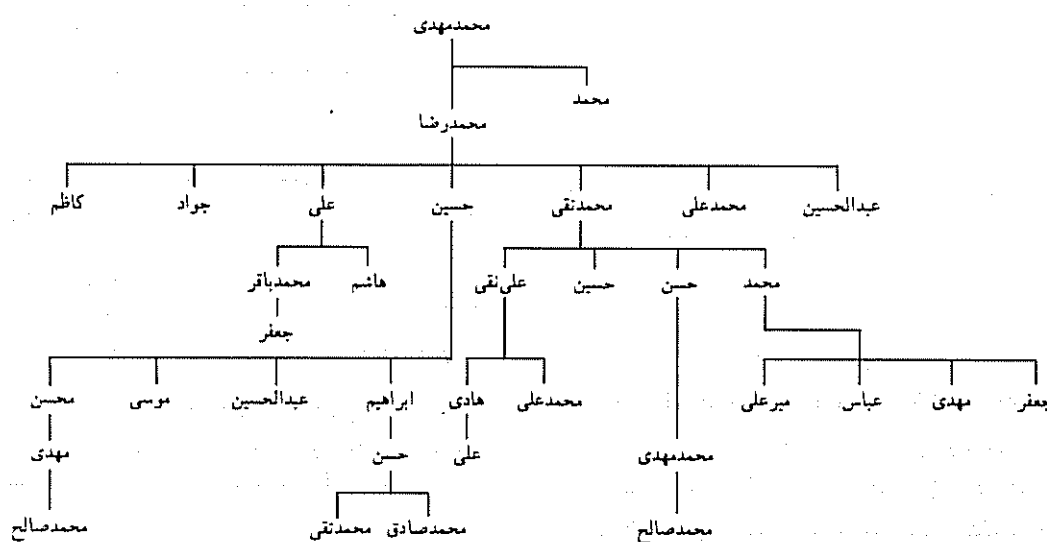 محمدمهدی
محمد
محمدرضا
عبدالحسین محمدعلی محمدتقی حسین علی جواد کاظم
محمد حسن حسین علی‌نقی هاشم محمدباقر
جعفر
جعفر مهدی عباس میرعلی محمدعلی هادی ابراهیم عبدالحسین موسی محسن
محمدمهدی علی حسن مهدی
محمدصالح محمدصادق محمدتقی محمدصالح